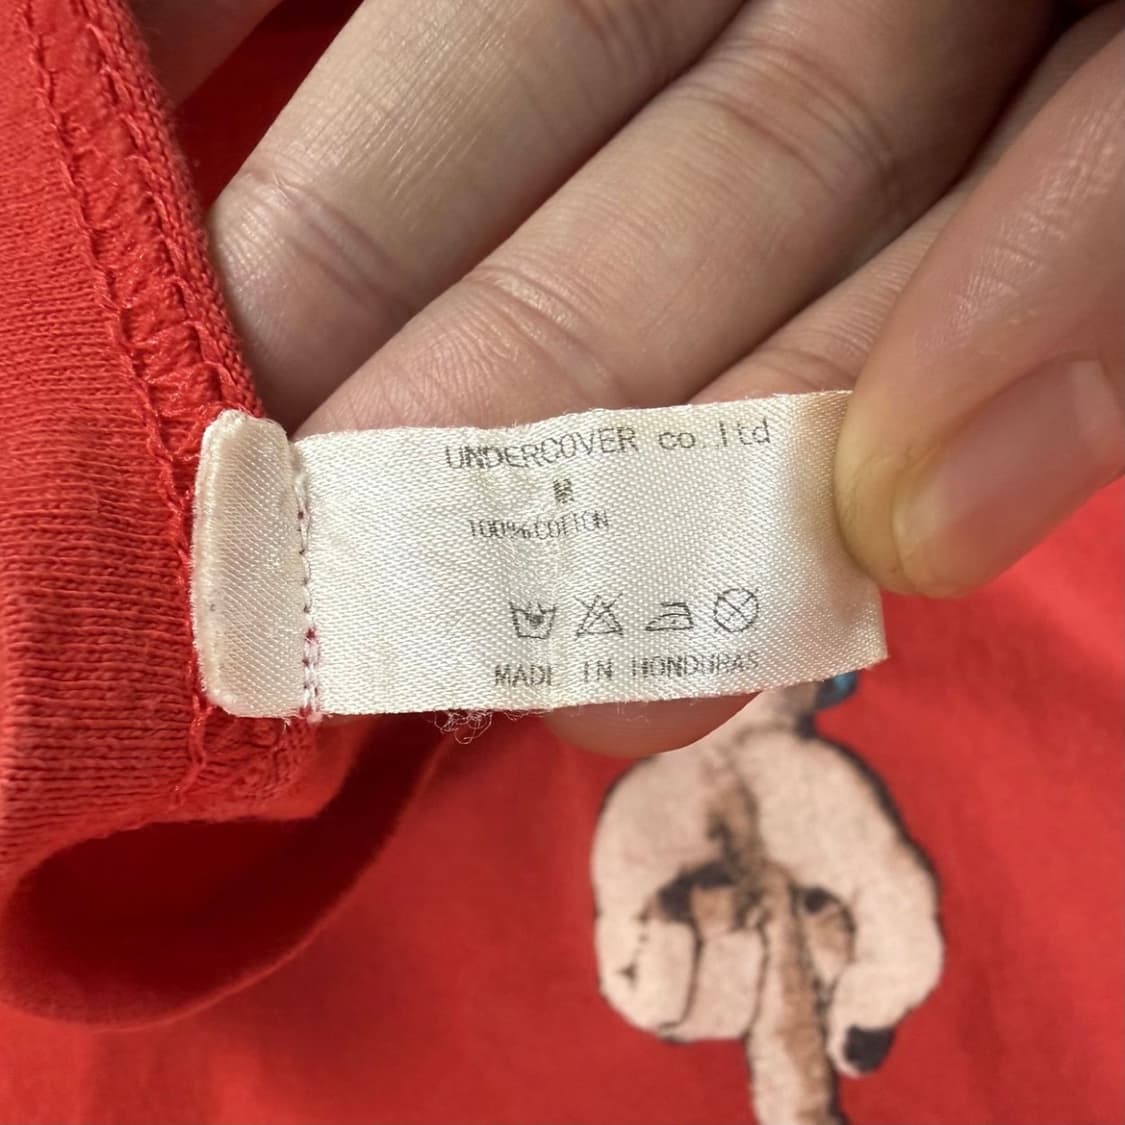 UNDERCOVER co.ltd
M
100%COTTON
MADE IN HONDURAS